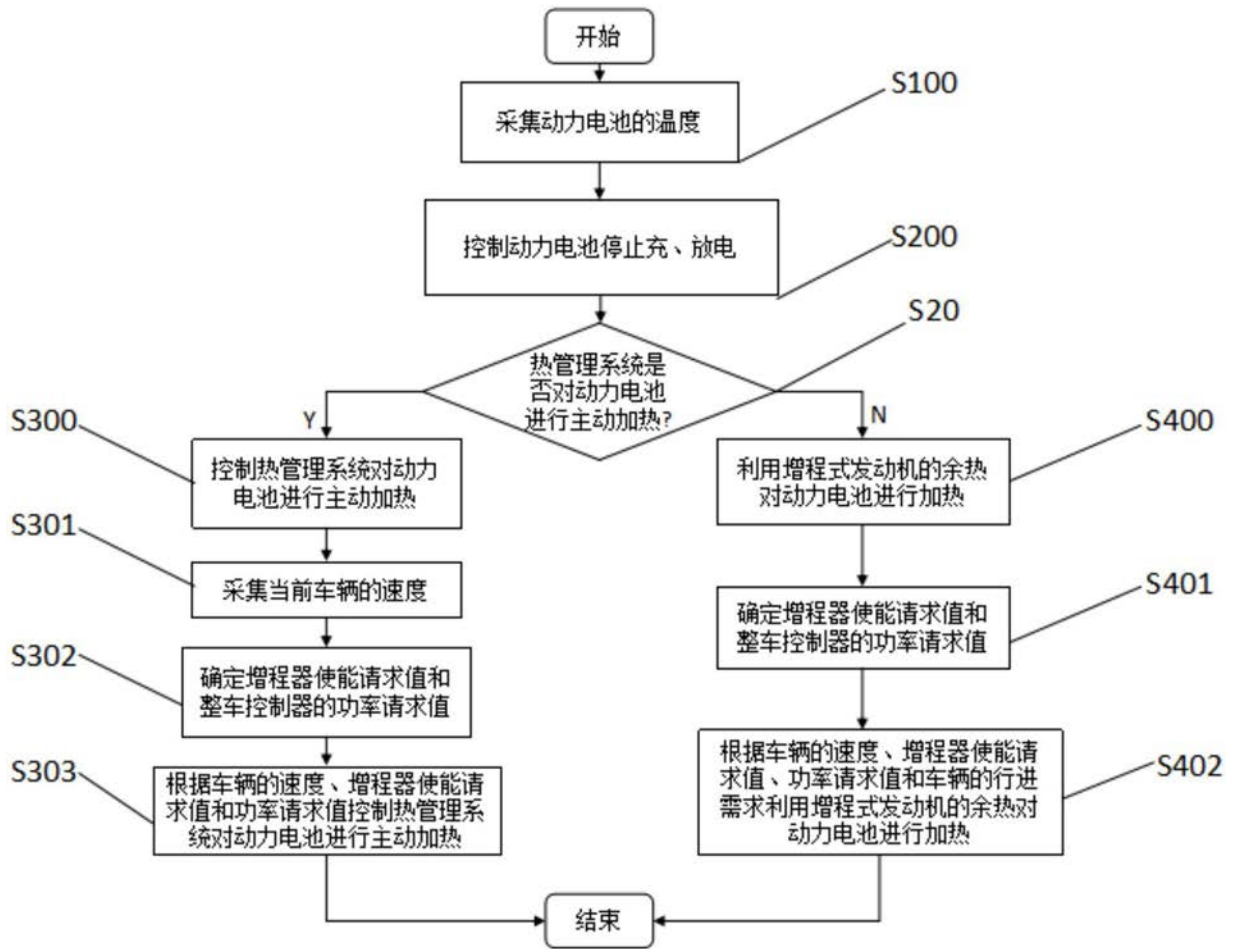 开始
S100
采集动力电池的温度
S200
控制动力电池停止充、放电
S20
热管理系统是
否对动力电池
进行主动加热?
Y
N
S300
控制热管理系统对动力
电池进行主动加热
S400
利用增程式发动机的余热
对动力电池进行加热
S301
采集当前车辆的速度
S401
确定增程器使能请求值和
整车控制器的功率请求值
S302
确定增程器使能请求值和
整车控制器的功率请求值
S303
根据车辆的速度、增程器使能请
求值和功率请求值控制热管理系
统对动力电池进行主动加热
S402
根据车辆的速度、增程器使能请
求值、功率请求值和车辆的行进
需求利用增程式发动机的余热对
动力电池进行加热
结束